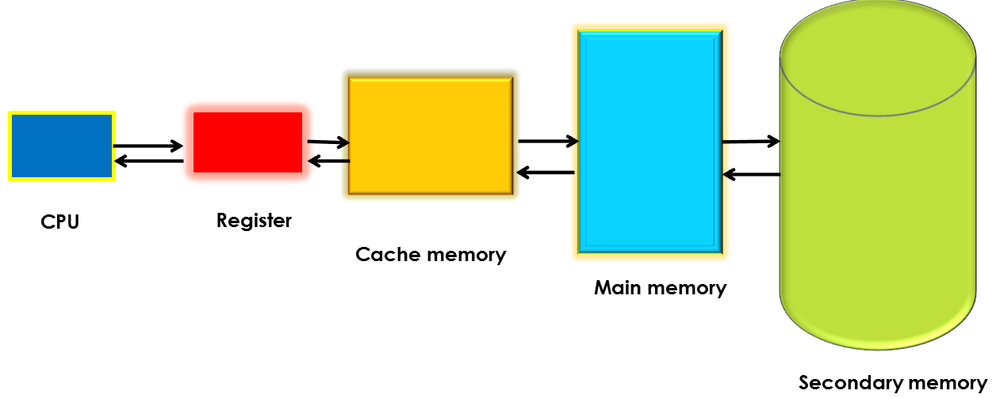 CPU
Register
Cache memory
Main memory
Secondary memory